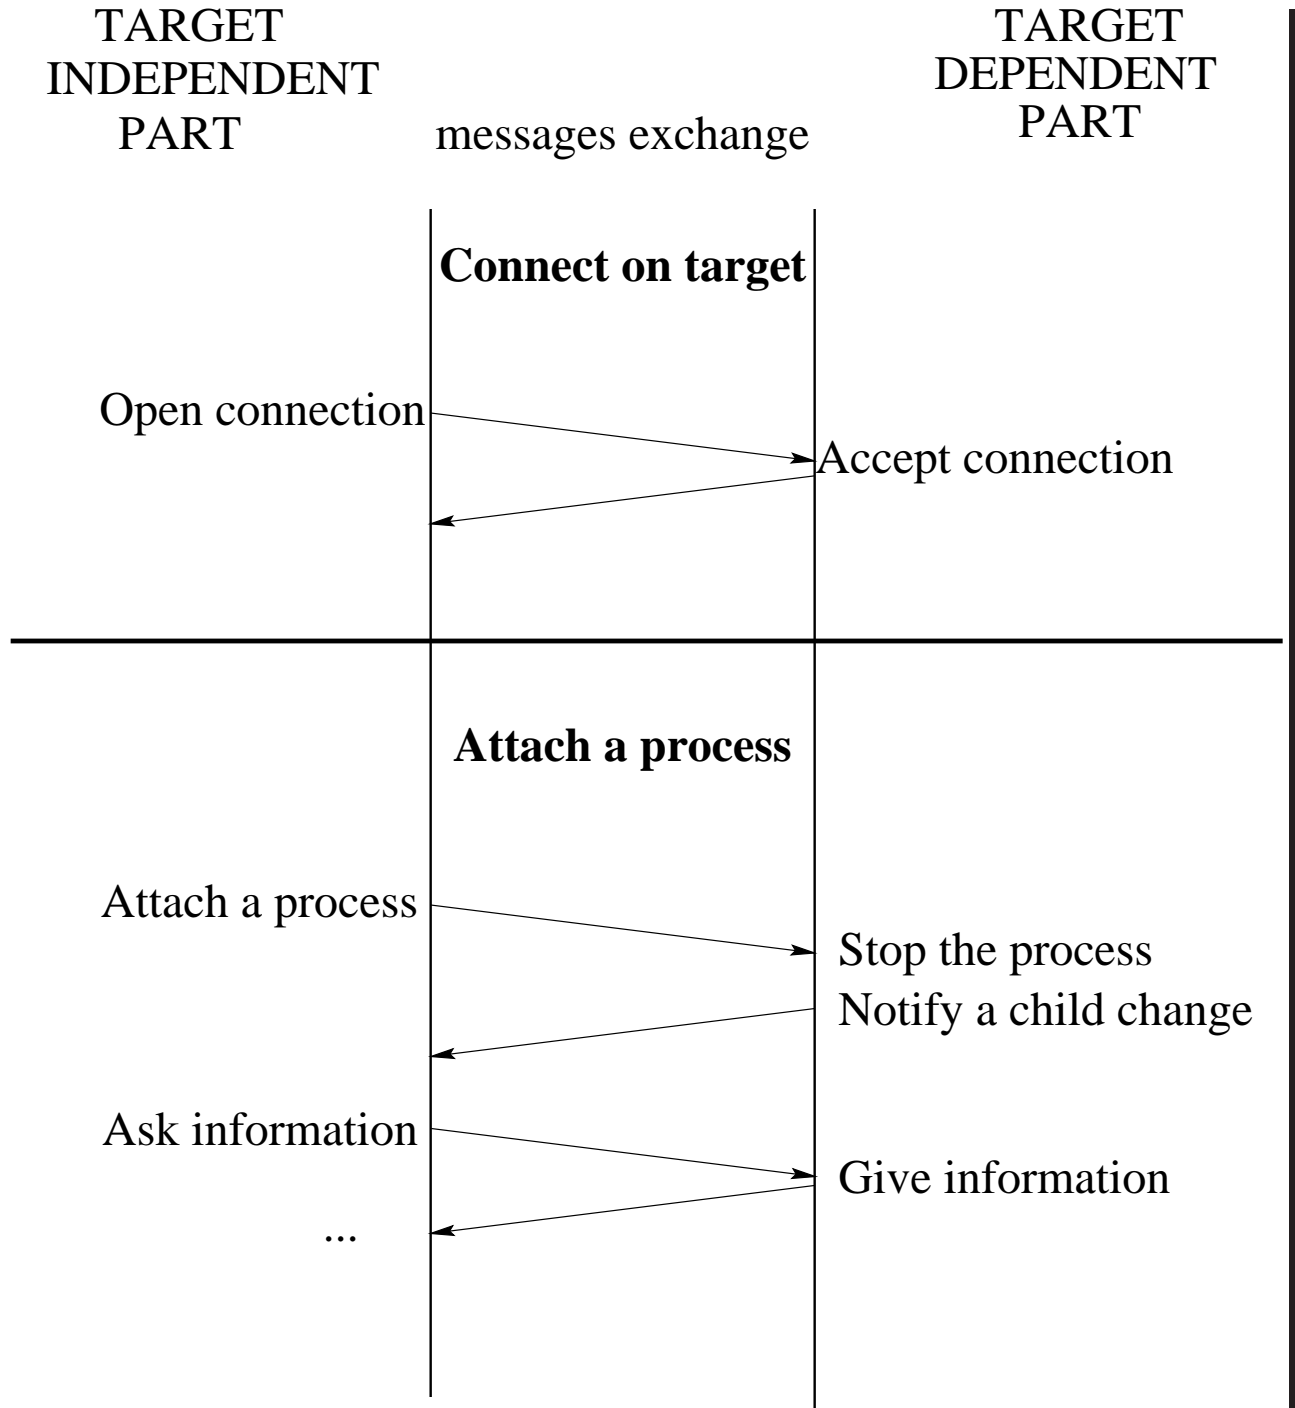 TARGET
INDEPENDENT
PART
messages exchange
TARGET
DEPENDENT
PART
Connect on target
Open connection
Accept connection
Attach a process
Attach a process
Stop the process
Notify a child change
Ask information
Give information
...